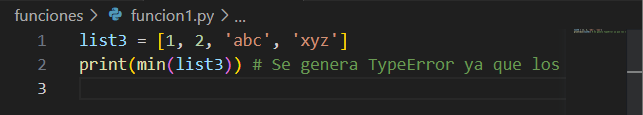 funciones > funcion1.py > ...
1 list3 = [1, 2, 'abc', 'xyz']
2 print(min(list3)) # Se genera TypeError ya que los
3